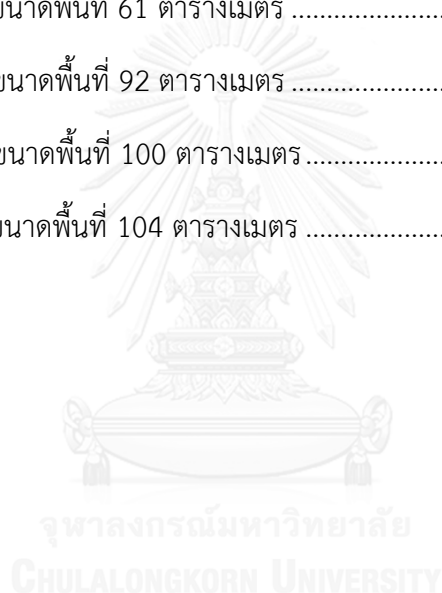 ขนาดพื้นที่ 61 ตารางเมตร ....................
ขนาดพื้นที่ 92 ตารางเมตร ....................
ขนาดพื้นที่ 100 ตารางเมตร ..................
ขนาดพื้นที่ 104 ตารางเมตร ..................
จุฬาลงกรณ์มหาวิทยาลัย
CHULALONGKORN UNIVERSITY